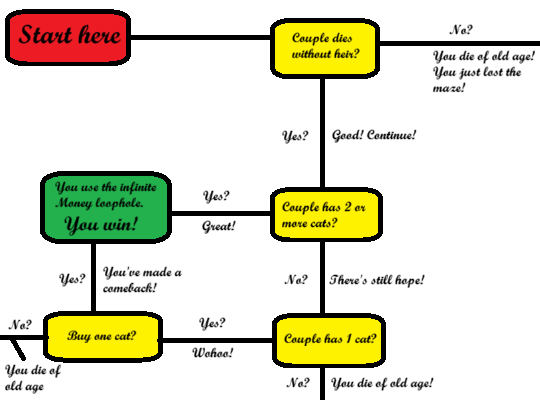 Start here
Couple dies
without heir?
No?
You die of old age!
You just lost the
maze!
Yes?
Good! Continue!
You use the infinite
Money loophole.
You win!
Yes?
Great!
Couple has 2 or
more cats?
Yes?
You've made a
comeback!
No?
There's still hope!
No?
You die of
old age
Buy one cat?
Yes?
Wohoo!
Couple has 1 cat?
No?
You die of old age!